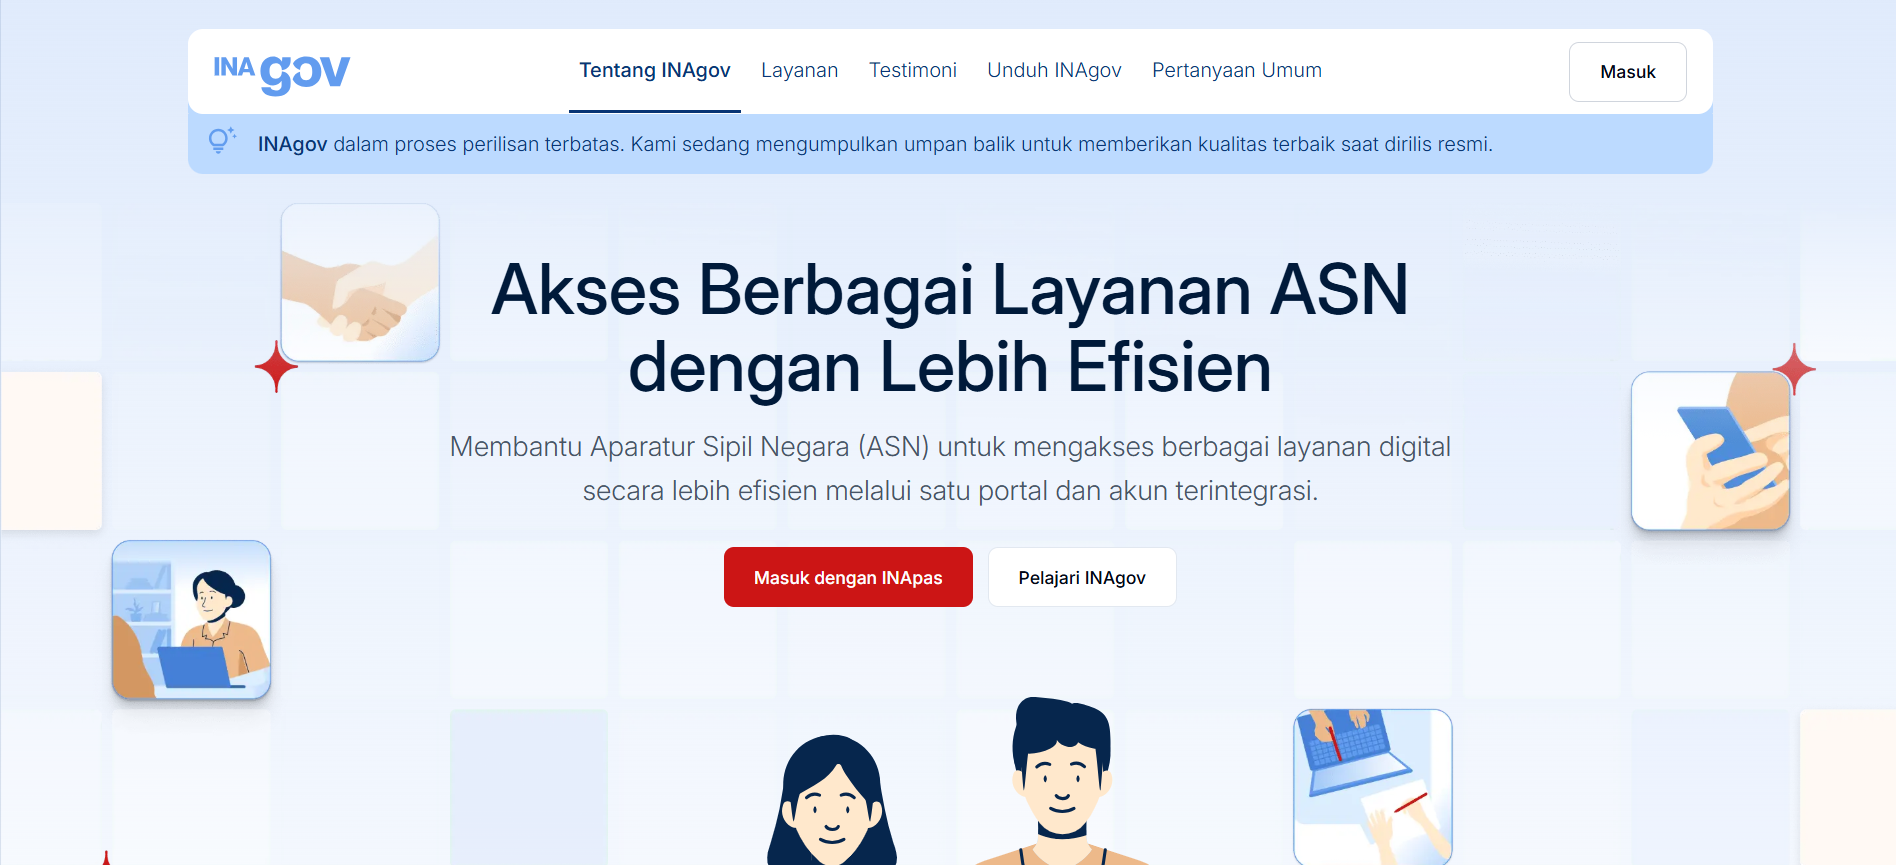 INAgov
Tentang INAgov
Layanan
Testimoni
Unduh INAgov
Pertanyaan Umum
Masuk
INAgov dalam proses perilisan terbatas. Kami sedang mengumpulkan umpan balik untuk memberikan kualitas terbaik saat dirilis resmi.
Akses Berbagai Layanan ASN
dengan Lebih Efisien
Membantu Aparatur Sipil Negara (ASN) untuk mengakses berbagai layanan digital
secara lebih efisien melalui satu portal dan akun terintegrasi.
Masuk dengan INApas
Pelajari INAgov